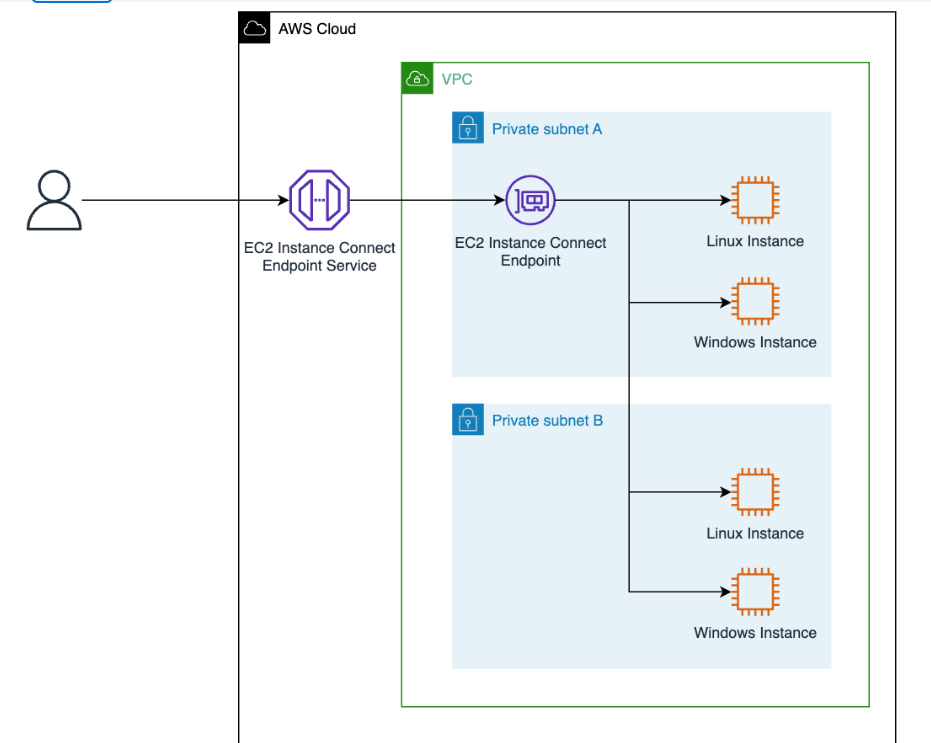 AWS Cloud
VPC
Private subnet A
EC2 Instance Connect
Endpoint Service
EC2 Instance Connect
Endpoint
Linux Instance
Windows Instance
Private subnet B
Linux Instance
Windows Instance